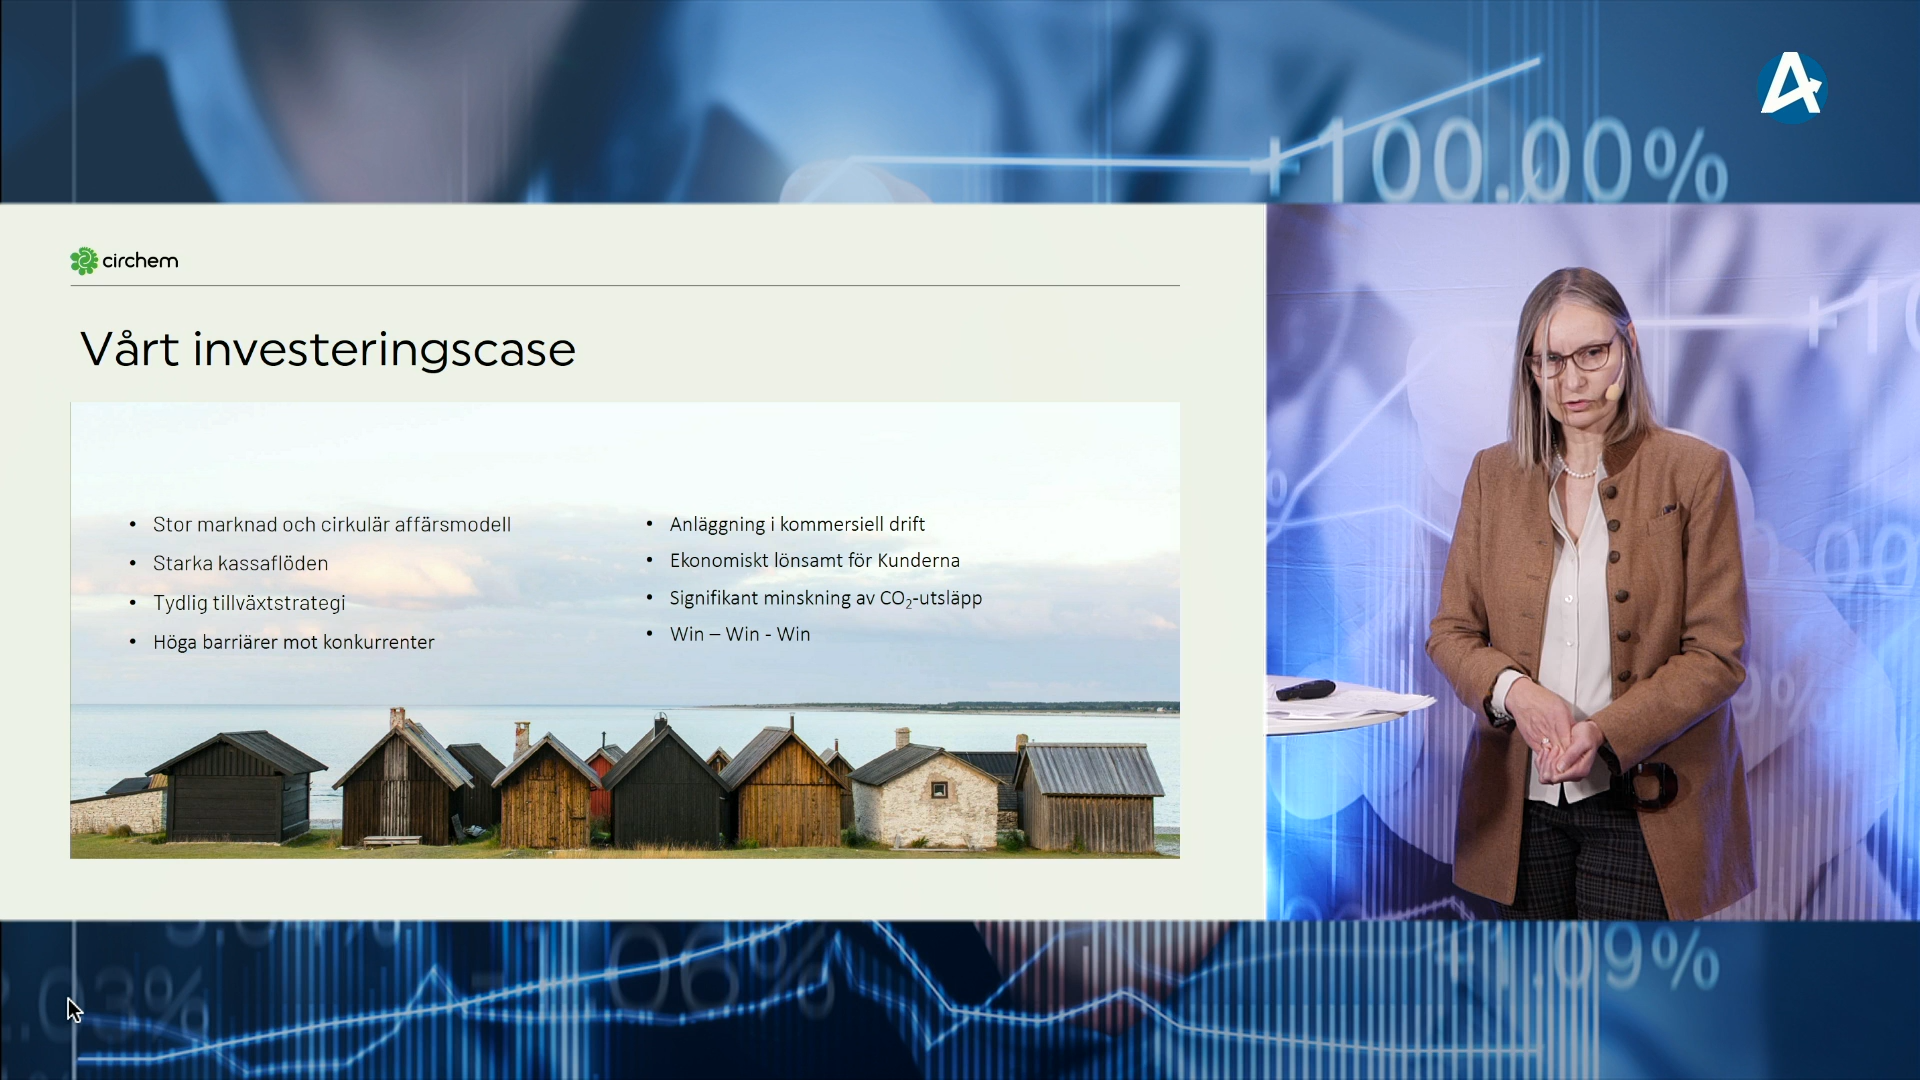 +100.00%
circhem
Vårt investeringscase
• Stor marknad och cirkulär affärsmodell
• Starka kassaflöden
• Tydlig tillväxtstrategi
• Höga barriärer mot konkurrenter
• Anläggning i kommersiell drift
• Ekonomiskt lönsamt för Kunderna
• Signifikant minskning av CO₂-utsläpp
• Win – Win - Win
+1.09%